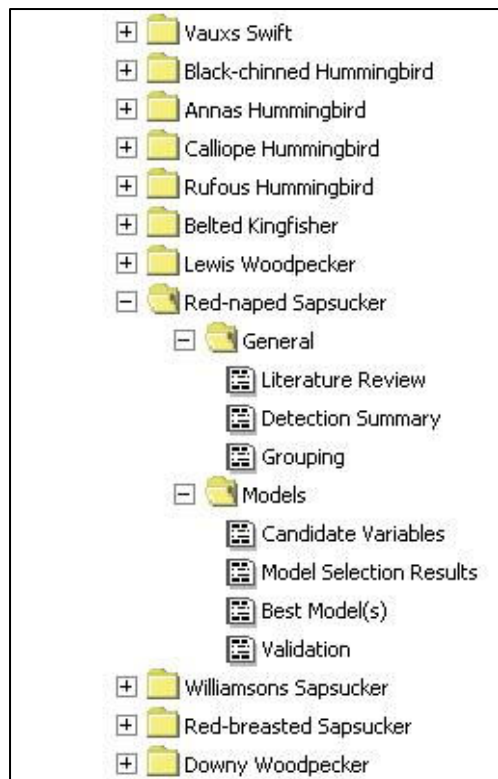 Vauxs Swift
Black-chinned Hummingbird
Annas Hummingbird
Calliope Hummingbird
Rufous Hummingbird
Belted Kingfisher
Lewis Woodpecker
Red-naped Sapsucker
General
Literature Review
Detection Summary
Grouping
Models
Candidate Variables
Model Selection Results
Best Model(s)
Validation
Williamsons Sapsucker
Red-breasted Sapsucker
Downy Woodpecker